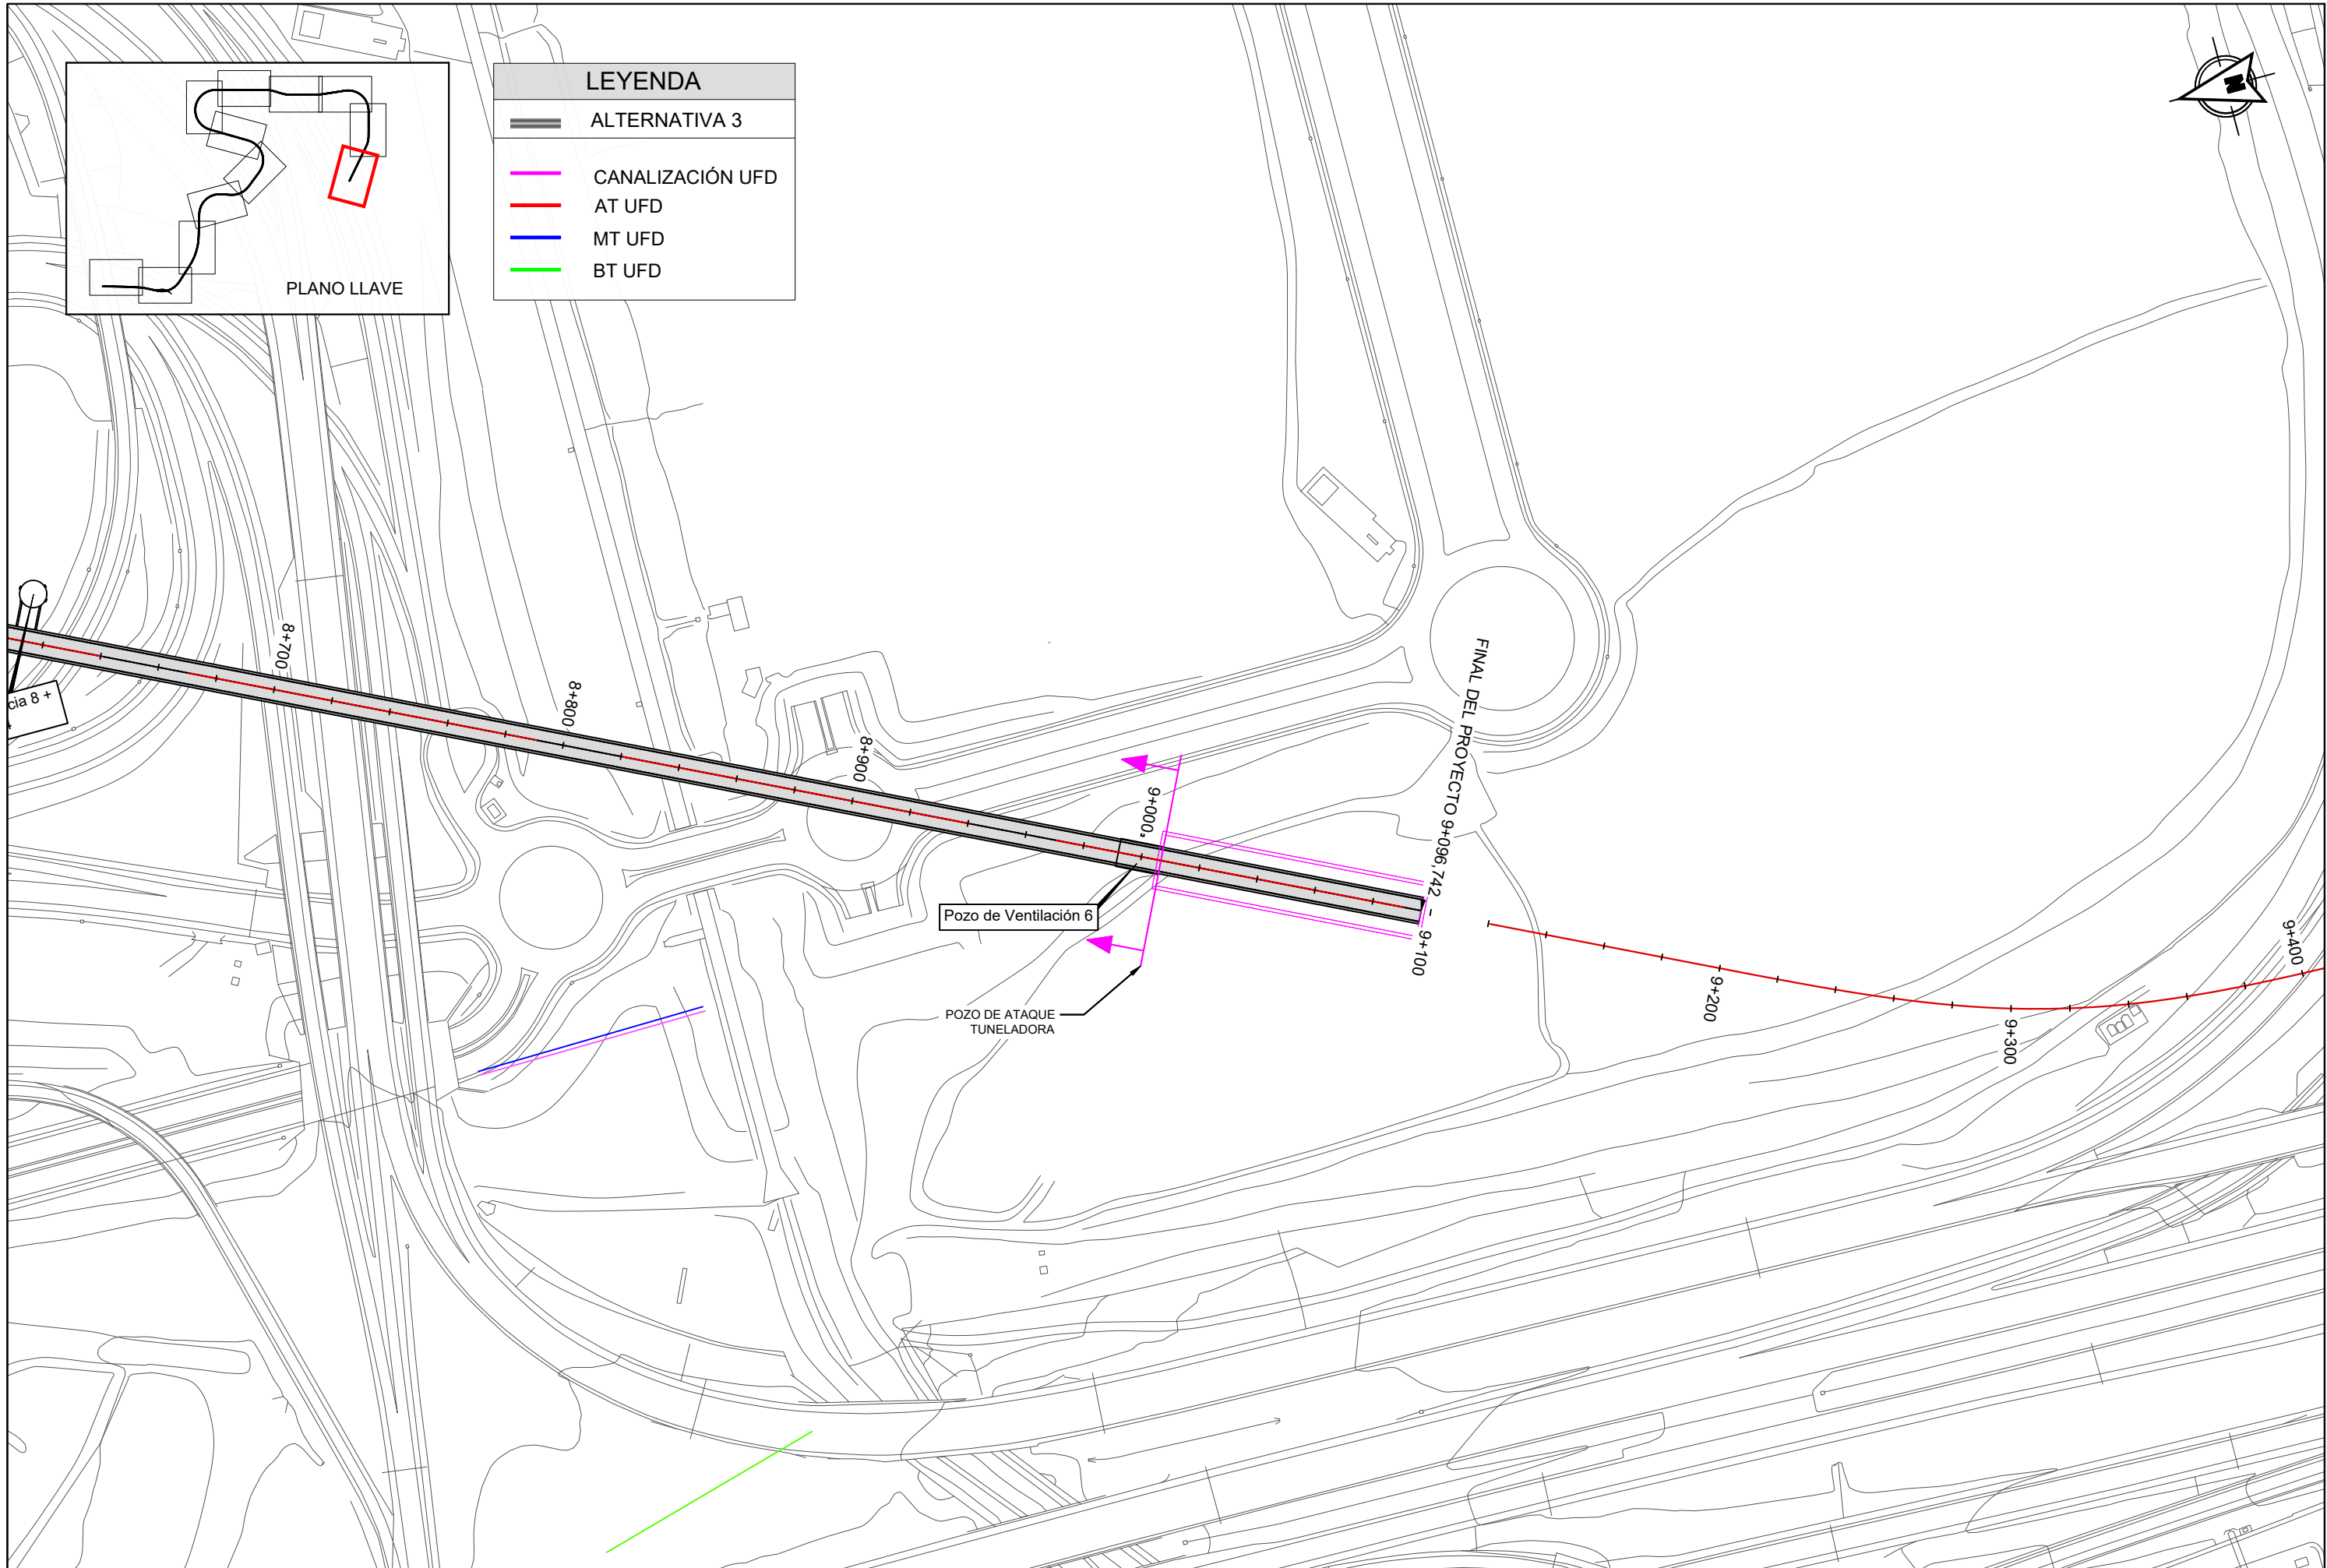 LEYENDA
ALTERNATIVA 3
CANALIZACIÓN UFD
AT UFD
MT UFD
BT UFD
PLANO LLAVE
N
8+700
cia 8 +
8+800
8+900
9+000
FINAL DEL PROYECTO 9+096,742
9+100
Pozo de Ventilación 6
POZO DE ATAQUE
TUNELADORA
9+200
9+300
9+400